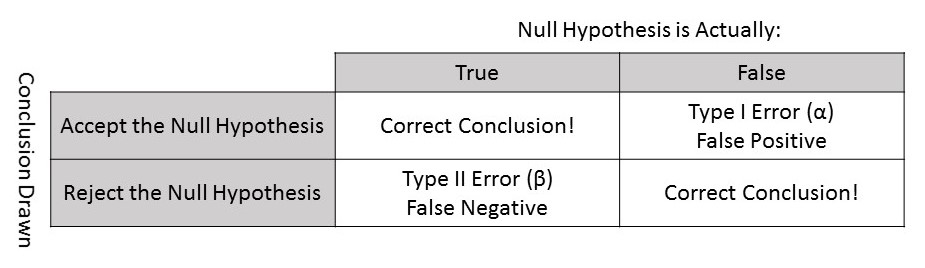 Null Hypothesis is Actually:
True
False
Conclusion Drawn
Accept the Null Hypothesis
Correct Conclusion!
Type I Error (α)
False Positive
Reject the Null Hypothesis
Type II Error (β)
False Negative
Correct Conclusion!